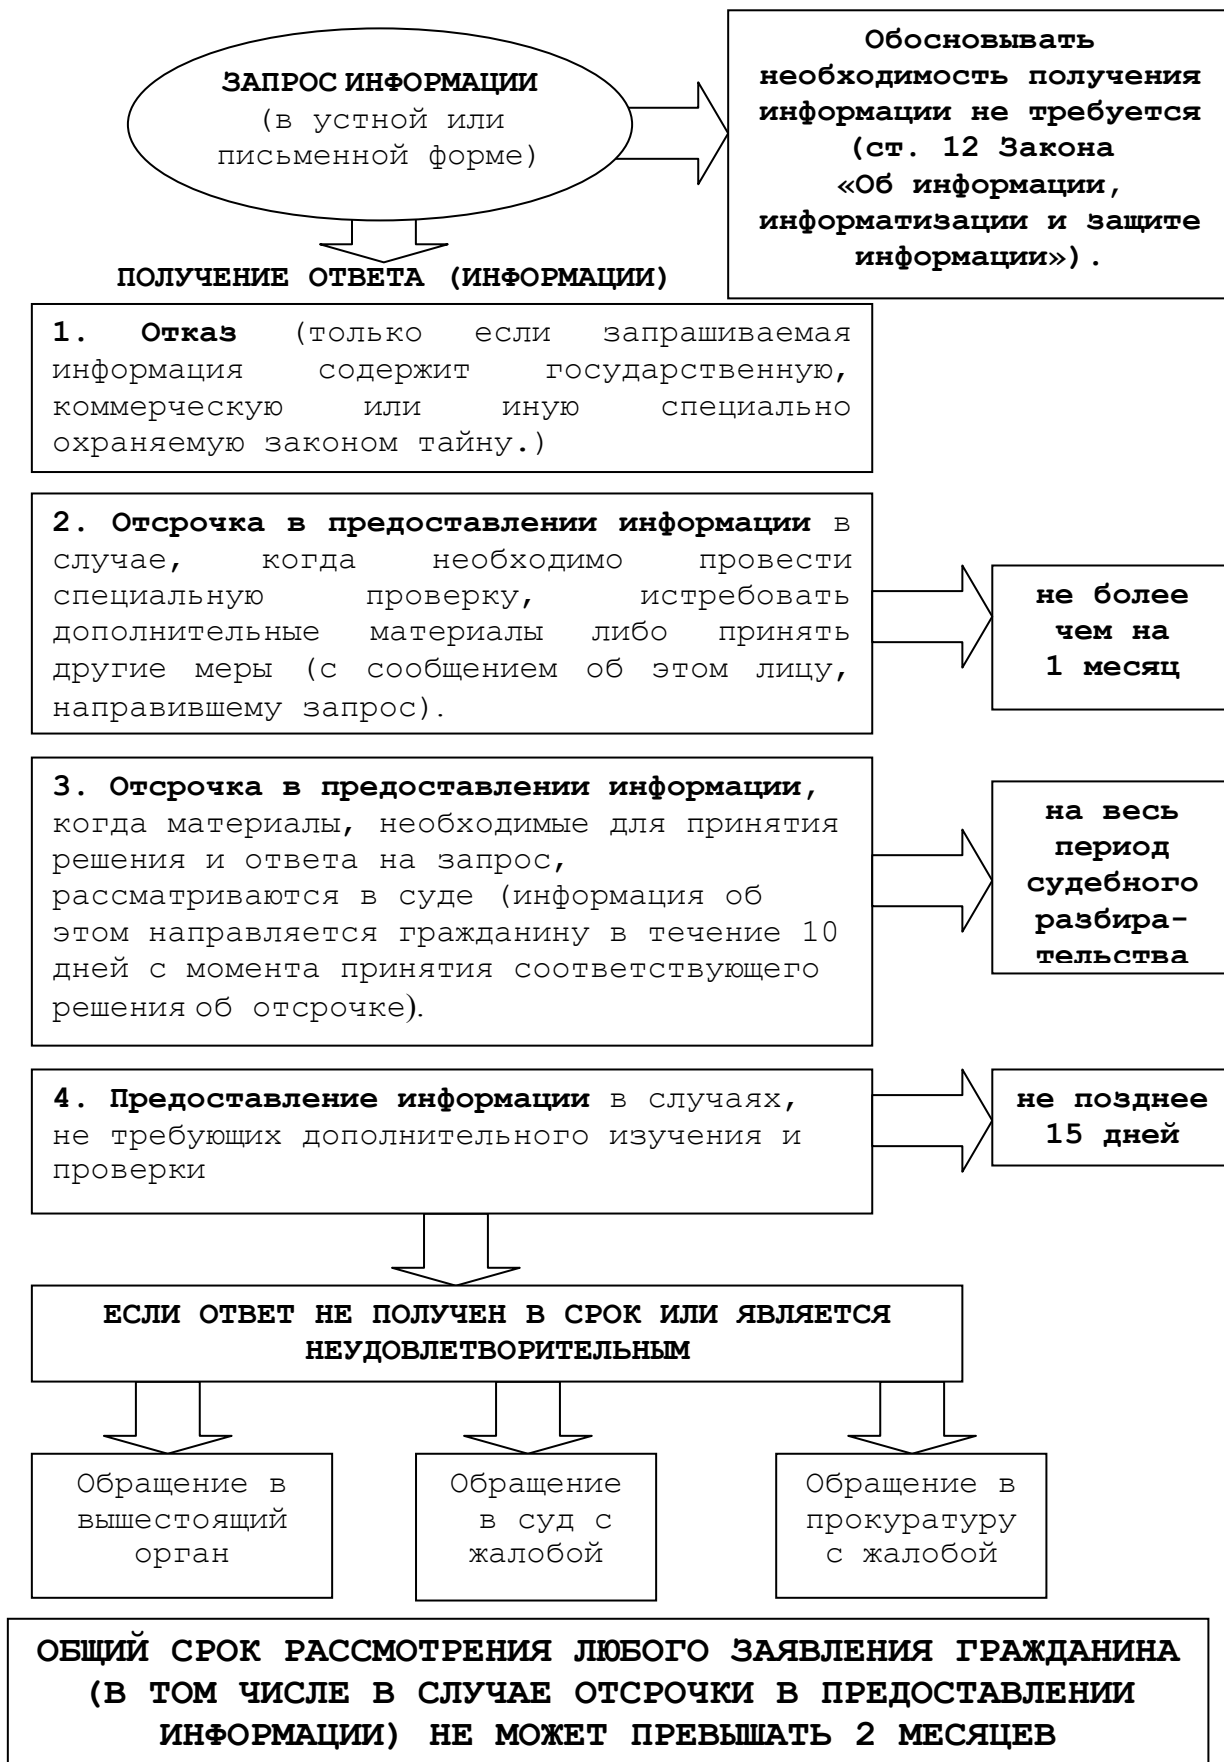 ЗАПРОС ИНФОРМАЦИИ
(в устной или
письменной форме)
Обосновывать
необходимость получения
информации не требуется
(ст. 12 Закона
«Об информации,
информатизации и защите
информации»).
ПОЛУЧЕНИЕ ОТВЕТА (ИНФОРМАЦИИ)
1. Отказ (только если запрашиваемая
информация содержит государственную,
коммерческую или иную специально
охраняемую законом тайну.)
2. Отсрочка в предоставлении информации в
случае, когда необходимо провести
специальную проверку, истребовать
дополнительные материалы либо принять
другие меры (с сообщением об этом лицу,
направившему запрос).
не более
чем на
1 месяц
3. Отсрочка в предоставлении информации,
когда материалы, необходимые для принятия
решения и ответа на запрос,
рассматриваются в суде (информация об
этом направляется гражданину в течение 10
дней с момента принятия соответствующего
решения об отсрочке).
на весь
период
судебного
разбира-
тельства
4. Предоставление информации в случаях,
не требующих дополнительного изучения и
проверки
не позднее
15 дней
ЕСЛИ ОТВЕТ НЕ ПОЛУЧЕН В СРОК ИЛИ ЯВЛЯЕТСЯ
НЕУДОВЛЕТВОРИТЕЛЬНЫМ
Обращение в
вышестоящий
орган
Обращение
в суд с
жалобой
Обращение в
прокуратуру
с жалобой
ОБЩИЙ СРОК РАССМОТРЕНИЯ ЛЮБОГО ЗАЯВЛЕНИЯ ГРАЖДАНИНА
(В ТОМ ЧИСЛЕ В СЛУЧАЕ ОТСРОЧКИ В ПРЕДОСТАВЛЕНИИ
ИНФОРМАЦИИ) НЕ МОЖЕТ ПРЕВЫШАТЬ 2 МЕСЯЦЕВ